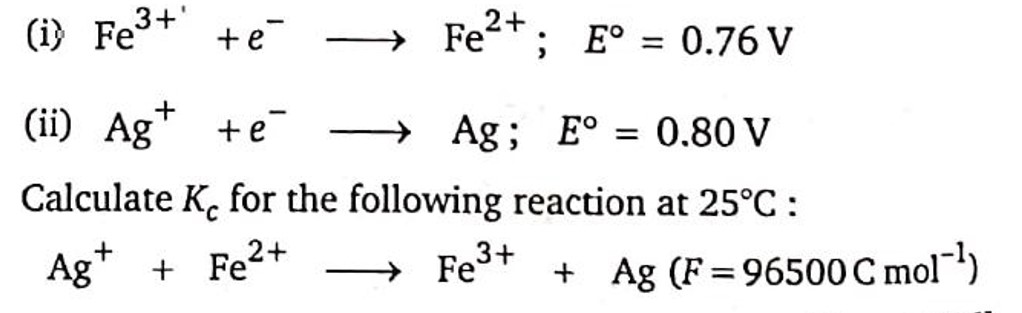 (i) Fe³⁺' + e⁻ ⟶ Fe²⁺ ; E° = 0.76 V
(ii) Ag⁺ + e⁻ ⟶ Ag ; E° = 0.80 V
Calculate K_c for the following reaction at 25°C :
Ag⁺ + Fe²⁺ ⟶ Fe³⁺ + Ag (F = 96500 C mol⁻¹)